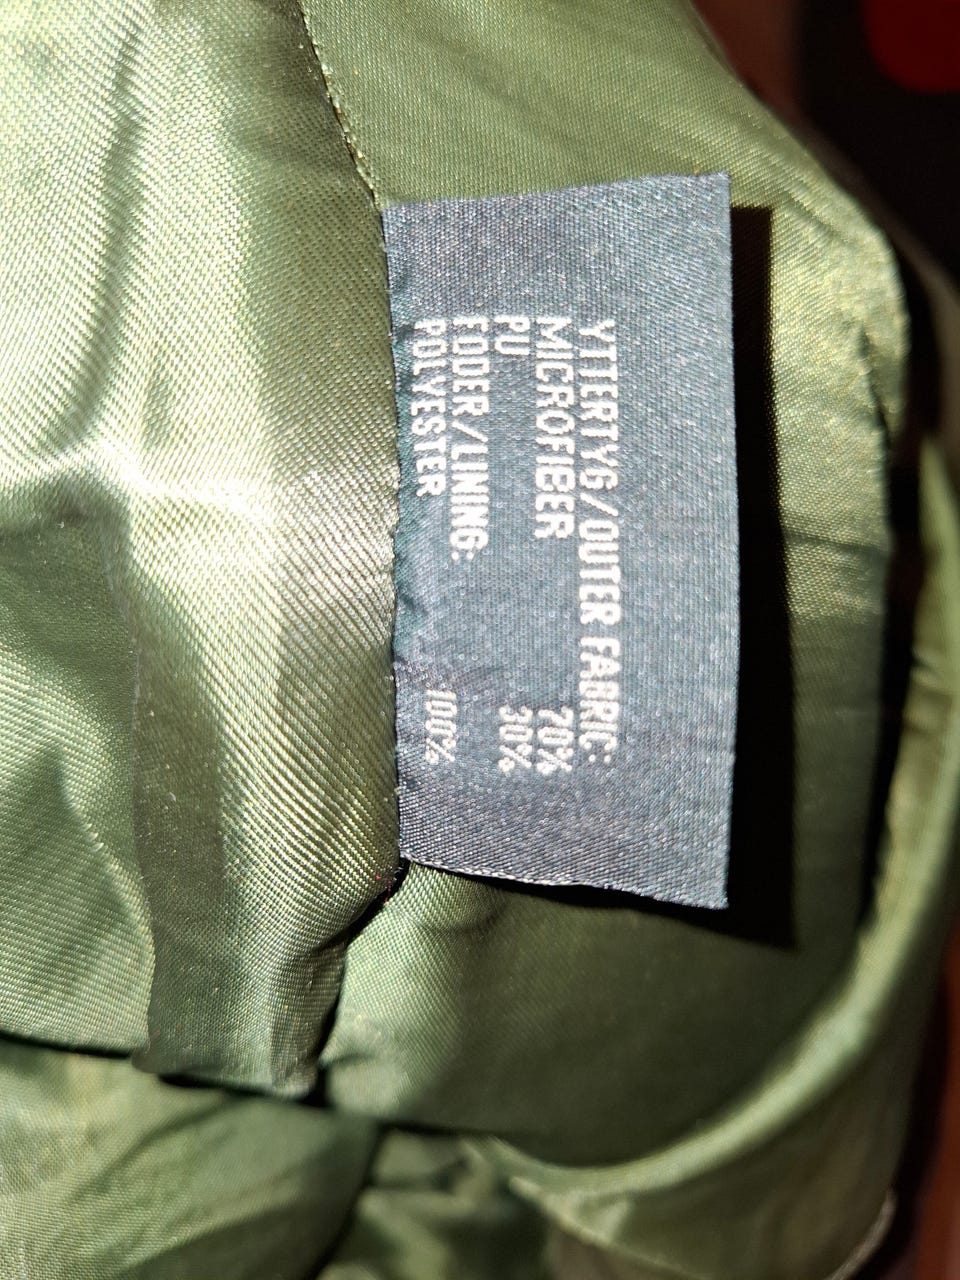 YTTERTYG/OUTER FABRIC:
MICROFIBER 70%
PU 30%
FODER/LINING:
POLYESTER 100%